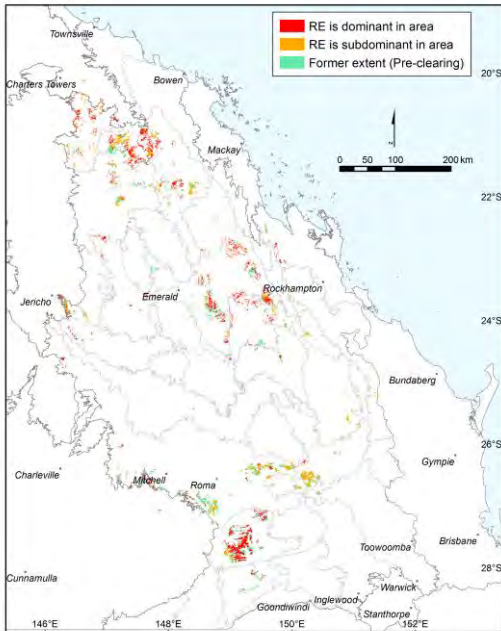 RE is dominant in area
RE is subdominant in area
Former extent (Pre-clearing)
Townsville
Charters Towers
Bowen
20°S
Mackay
z
0 50 100 200 km
22°S
Jericho
Emerald
Rockhampton
24°S
Bundaberg
26°S
Charleville
Mitchell
Roma
Gympie
Cunnamulla
Toowoomba
Brisbane
28°S
Goondiwindi
Inglewood
Warwick
Stanthorpe
146°E
148°E
150°E
152°E